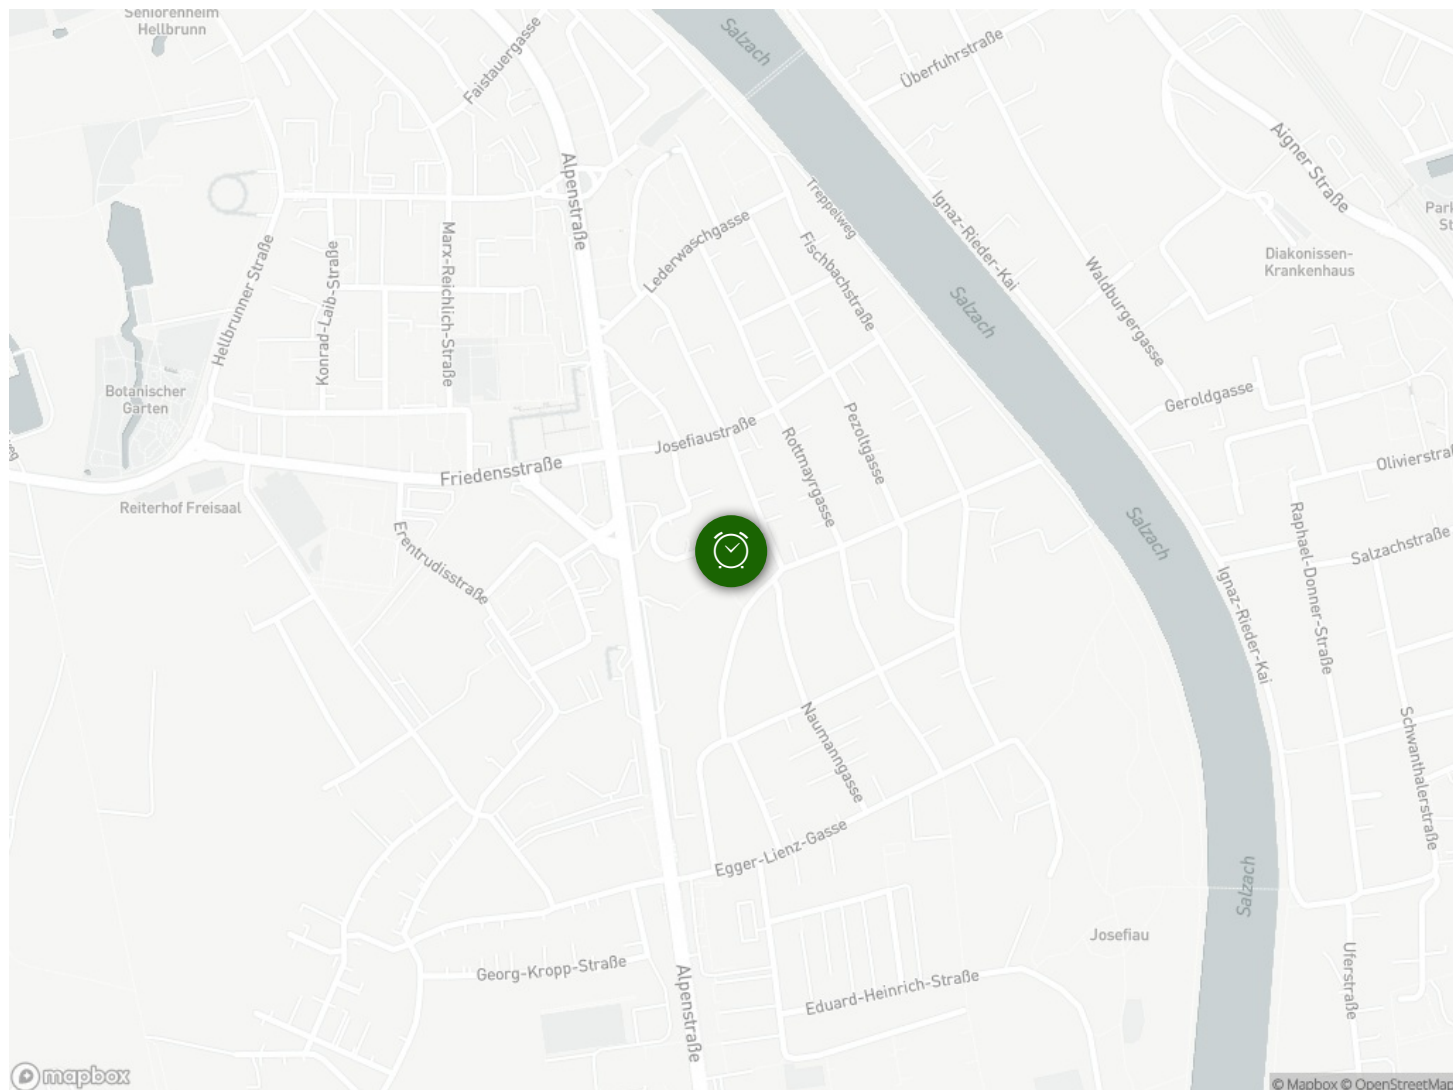 Seniorenheim
Hellbrunn
Salzach
Überfuhrstraße
Faistauergasse
Aigner Straße
Alpenstraße
Treppelweg
Ignaz-Rieder-Kai
Park
St
Lederwaschgasse
Marx-Reichlich-Straße
Hellbrunner Straße
Konrad-Laib-Straße
Fischbachstraße
Diakonissen-
Krankenhaus
Waldburgergasse
Salzach
Botanischer
Garten
Geroldgasse
Pezoltgasse
Josefiaustraße
Rottmayrgasse
Friedensstraße
Olivierstraß
Reiterhof Freisaal
Raphael-Donner-Straße
Salzach
Salzachstraße
Erentrudisstraße
Ignaz-Rieder-Kai
Naumanngasse
Schwanthalerstraße
Egger-Lienz-Gasse
Salzach
Josefiau
Georg-Kropp-Straße
Alpenstraße
Eduard-Heinrich-Straße
Uferstraße
mapbox
© Mapbox © OpenStreetMap